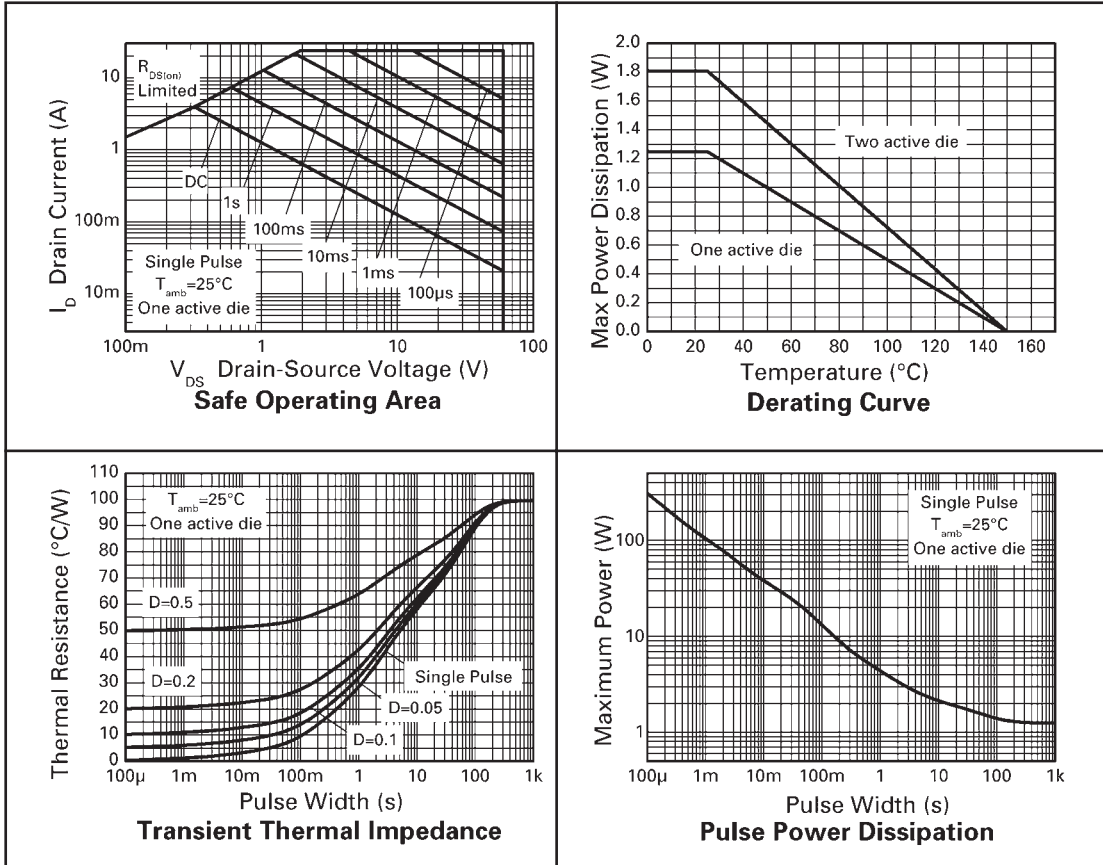 10
1
100m
10m
I_D Drain Current (A)
R_DS(on)
Limited
DC
1s
100ms
10ms
1ms
100µs
Single Pulse
T_amb=25°C
One active die
100m 1 10 100
V_DS Drain-Source Voltage (V)
Safe Operating Area
2.0
1.8
1.6
1.4
1.2
1.0
0.8
0.6
0.4
0.2
0.0
Max Power Dissipation (W)
Two active die
One active die
0 20 40 60 80 100 120 140 160
Temperature (°C)
Derating Curve
110
100
90
80
70
60
50
40
30
20
10
0
Thermal Resistance (°C/W)
T_amb=25°C
One active die
D=0.5
D=0.2
Single Pulse
D=0.05
D=0.1
100µ 1m 10m 100m 1 10 100 1k
Pulse Width (s)
Transient Thermal Impedance
100
10
1
Maximum Power (W)
Single Pulse
T_amb=25°C
One active die
100µ 1m 10m 100m 1 10 100 1k
Pulse Width (s)
Pulse Power Dissipation